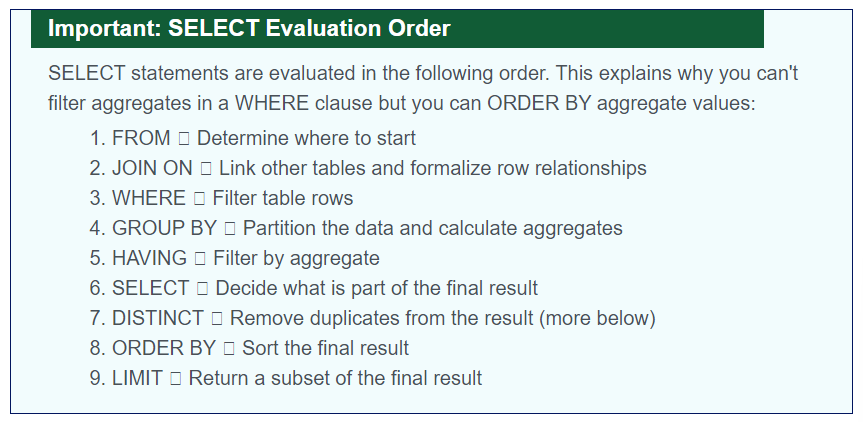 Important: SELECT Evaluation Order
SELECT statements are evaluated in the following order. This explains why you can't
filter aggregates in a WHERE clause but you can ORDER BY aggregate values:
1. FROM □ Determine where to start
2. JOIN ON □ Link other tables and formalize row relationships
3. WHERE □ Filter table rows
4. GROUP BY □ Partition the data and calculate aggregates
5. HAVING □ Filter by aggregate
6. SELECT □ Decide what is part of the final result
7. DISTINCT □ Remove duplicates from the result (more below)
8. ORDER BY □ Sort the final result
9. LIMIT □ Return a subset of the final result